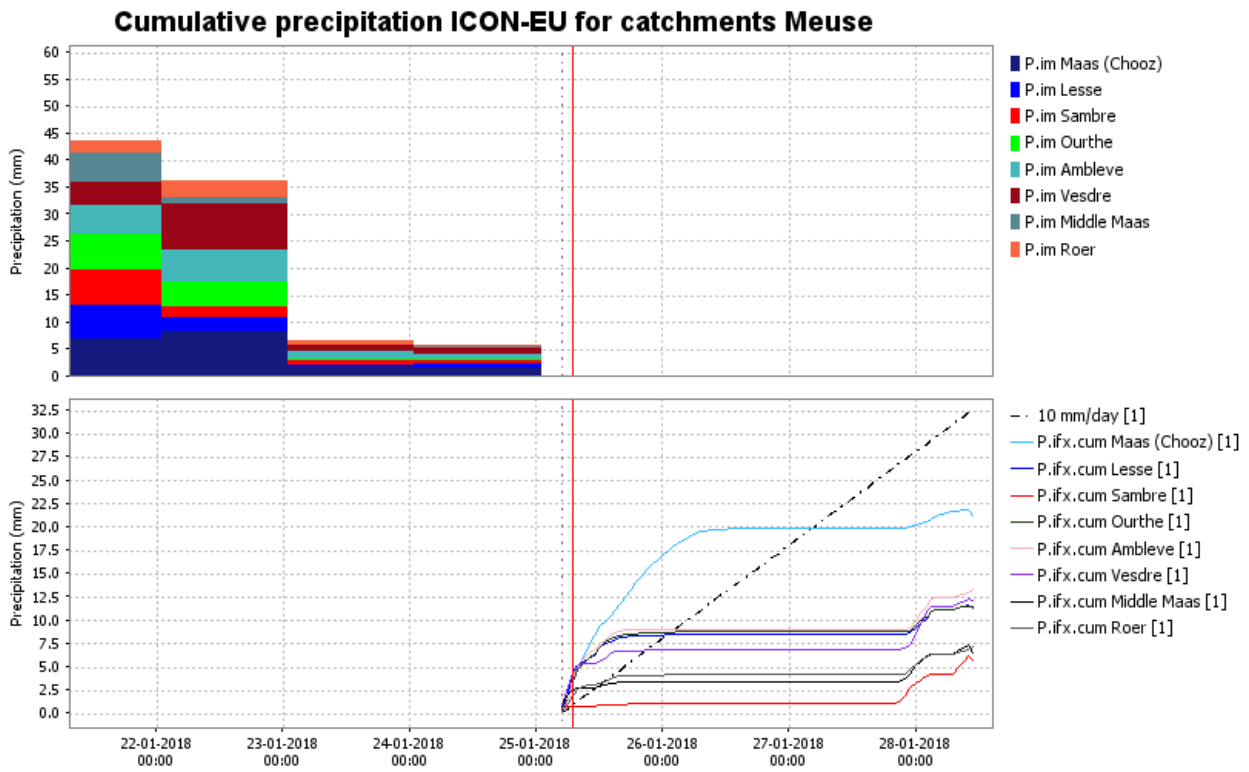 Cumulative precipitation ICON-EU for catchments Meuse
60
55
50
45
40
35
30
25
20
15
10
5
0
Precipitation (mm)
P.im Maas (Chooz)
P.im Lesse
P.im Sambre
P.im Ourthe
P.im Ambleve
P.im Vesdre
P.im Middle Maas
P.im Roer
32.5
30.0
27.5
25.0
22.5
20.0
17.5
15.0
12.5
10.0
7.5
5.0
2.5
0.0
Precipitation (mm)
10 mm/day [1]
P.ifx.cum Maas (Chooz) [1]
P.ifx.cum Lesse [1]
P.ifx.cum Sambre [1]
P.ifx.cum Ourthe [1]
P.ifx.cum Ambleve [1]
P.ifx.cum Vesdre [1]
P.ifx.cum Middle Maas [1]
P.ifx.cum Roer [1]
22-01-2018 23-01-2018 24-01-2018 25-01-2018 26-01-2018 27-01-2018 28-01-2018
00:00 00:00 00:00 00:00 00:00 00:00 00:00